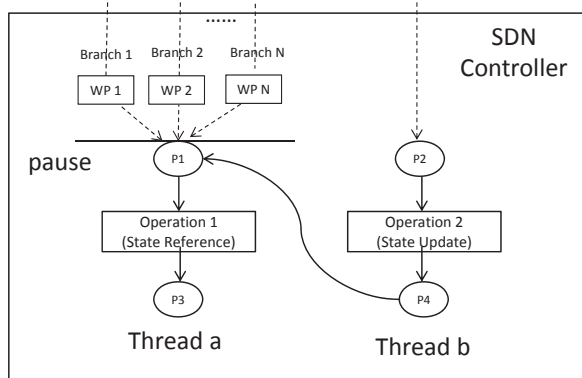 ......
SDN
Controller
Branch 1
Branch 2
Branch N
WP 1
WP 2
WP N
pause
P1
P2
Operation 1
(State Reference)
Operation 2
(State Update)
P3
P4
Thread a
Thread b